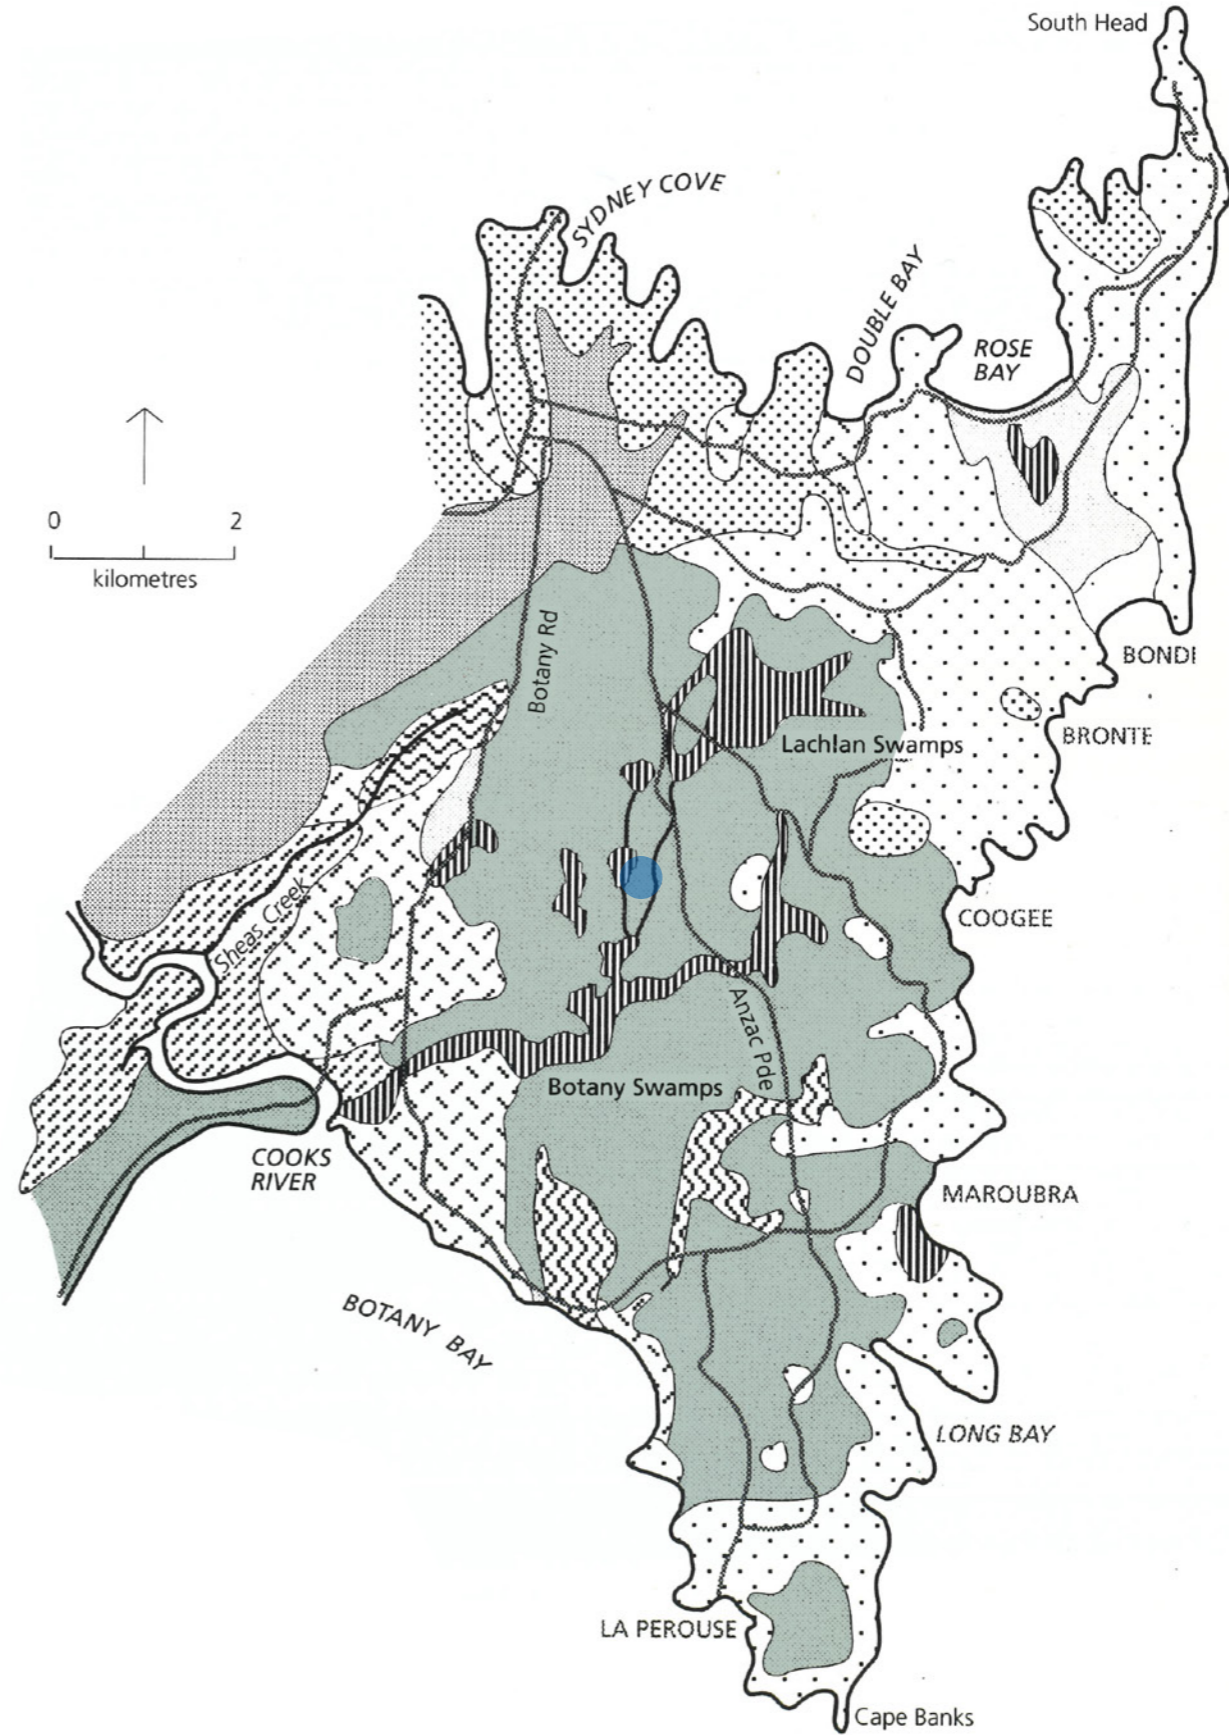 South Head
SYDNEY COVE
DOUBLE BAY
ROSE
BAY
0 2
kilometres
Botany Rd
BONDI
BRONTE
Lachlan Swamps
Sheas Creek
COOGEE
Anzac Pde
Botany Swamps
COOKS
RIVER
MAROUBRA
BOTANY BAY
LONG BAY
LA PEROUSE
Cape Banks